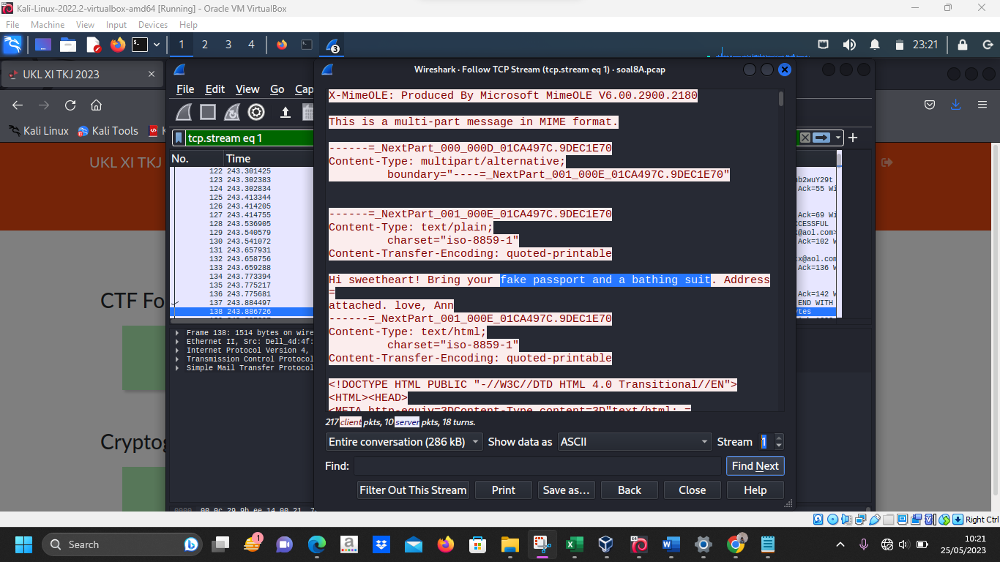 Kali-Linux-2022.2-virtualbox-amd64 [Running] - Oracle VM VirtualBox
File Machine View Input Devices Help
1 2 3 4 3 23:21
UKL XI TKJ 2023
Wireshark · Follow TCP Stream (tcp.stream eq 1) · soal8A.pcap
File Edit View Go Cap
Kali Linux Kali Tools
tcp.stream eq 1
UKL XI TKJ
No. Time
122 243.301425
123 243.302383
124 243.302834
125 243.413344
126 243.414205
127 243.414755
128 243.536905
129 243.540579
130 243.541072
131 243.657931
132 243.658756
133 243.659288
134 243.773394
135 243.775217
136 243.775681
137 243.884497
138 243.886726
Frame 138: 1514 bytes on wire
Ethernet II, Src: Dell_4d:4f:
Internet Protocol Version 4,
Transmission Control Protocol
Simple Mail Transfer Protocol
X-MimeOLE: Produced By Microsoft MimeOLE V6.00.2900.2180
This is a multi-part message in MIME format.
------=_NextPart_000_000D_01CA497C.9DEC1E70
Content-Type: multipart/alternative;
boundary="----=_NextPart_001_000E_01CA497C.9DEC1E70"
------=_NextPart_001_000E_01CA497C.9DEC1E70
Content-Type: text/plain;
charset="iso-8859-1"
Content-Transfer-Encoding: quoted-printable
Hi sweetheart! Bring your fake passport and a bathing suit. Address
=
attached. love, Ann
------=_NextPart_001_000E_01CA497C.9DEC1E70
Content-Type: text/html;
charset="iso-8859-1"
Content-Transfer-Encoding: quoted-printable
<!DOCTYPE HTML PUBLIC "-//W3C//DTD HTML 4.0 Transitional//EN">
<HTML><HEAD>
<META http-equiv=3DContent-Type content=3D"text/html; =
ub2wuY29t
Ack=55 Wi
Ack=69 Wi
CCESSFUL
x@aol.com>
Ack=102 W
tx@aol.com
Ack=136 W
Ack=142 W
END WITH
ytes
CTF Fo
Cryptog
217 client pkts, 10 server pkts, 18 turns.
Entire conversation (286 kB) Show data as ASCII Stream 1
Find: Find Next
Filter Out This Stream Print Save as... Back Close Help
Right Ctrl
Search 1
10:21
25/05/2023